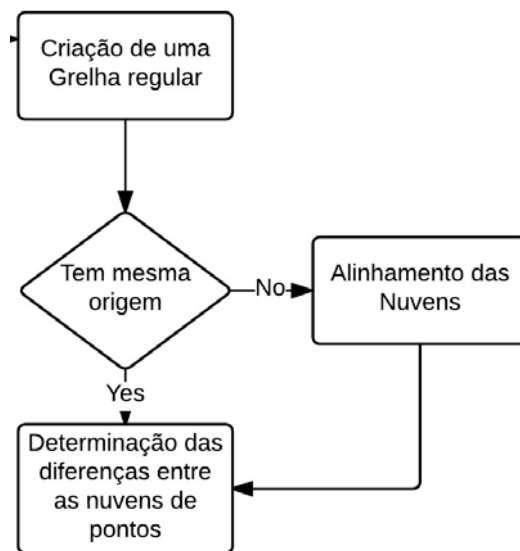 Criação de uma
Grelha regular
Tem mesma
origem
No
Alinhamento das
Nuvens
Yes
Determinação das
diferenças entre
as nuvens de
pontos